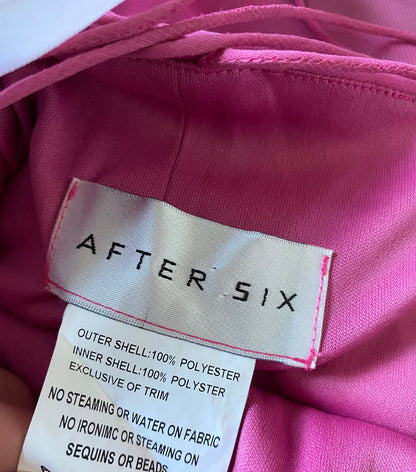 AFTER SIX
OUTER SHELL:100% POLYESTER
INNER SHELL:100% POLYSTER
EXCLUSIVE OF TRIM
NO STEAMING OR WATER ON FABRIC
NO IRONIMC OR STEAMING ON
SEQUINS OR BEADS